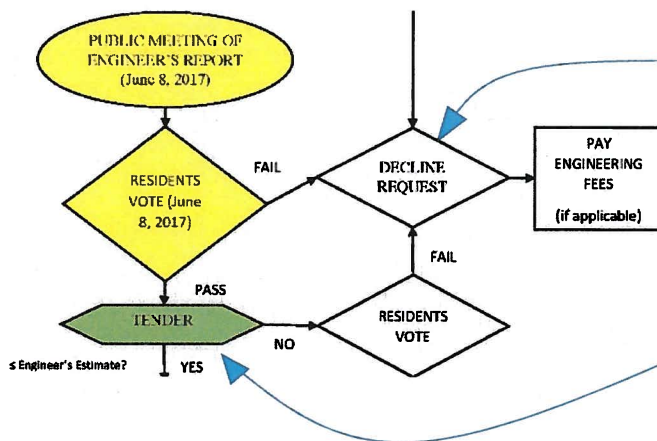 PUBLIC MEETING OF
ENGINEER'S REPORT
(June 8, 2017)
RESIDENTS
VOTE (June
8, 2017)
FAIL
DECLINE
REQUEST
PAY
ENGINEERING
FEES
(if applicable)
PASS
FAIL
TENDER
RESIDENTS
VOTE
NO
≤ Engineer's Estimate?
YES